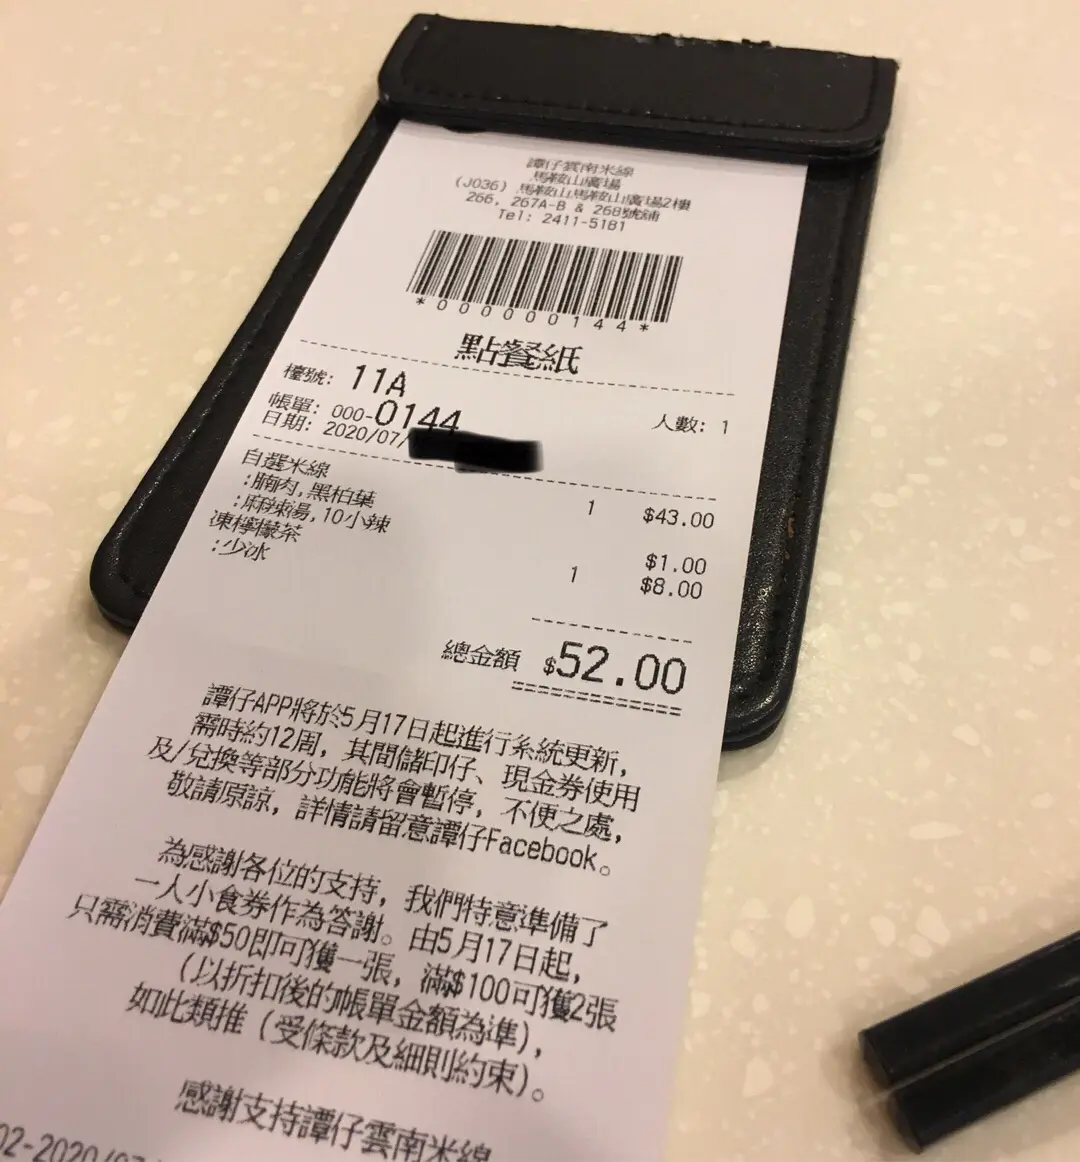 譚仔雲南米線
馬鞍山廣場
(J036) 馬鞍山馬鞍山廣場2樓
266, 267A-B & 268號舖
Tel: 2411-5181
*000000144*
點餐紙
檯號: 11A 人數: 1
帳單: 000-0144
日期: 2020/07/
自選米線 1 $43.00
:腩肉,黑柏葉
:麻辣湯,10小辣 $1.00
凍檸檬茶 1 $8.00
:少冰
總金額 $52.00
譚仔APP將於5月17日起進行系統更新,
需時約12周, 其間儲印仔、現金券使用
及/兌換等部分功能將會暫停, 不便之處,
敬請原諒, 詳情請留意譚仔Facebook。
為感謝各位的支持, 我們特意準備了
一人小食券作為答謝。由5月17日起,
只需消費滿$50即可獲一張, 滿$100可獲2張
(以折扣後的帳單金額為準),
如此類推 (受條款及細則約束)。
感謝支持譚仔雲南米線
02-2020/07